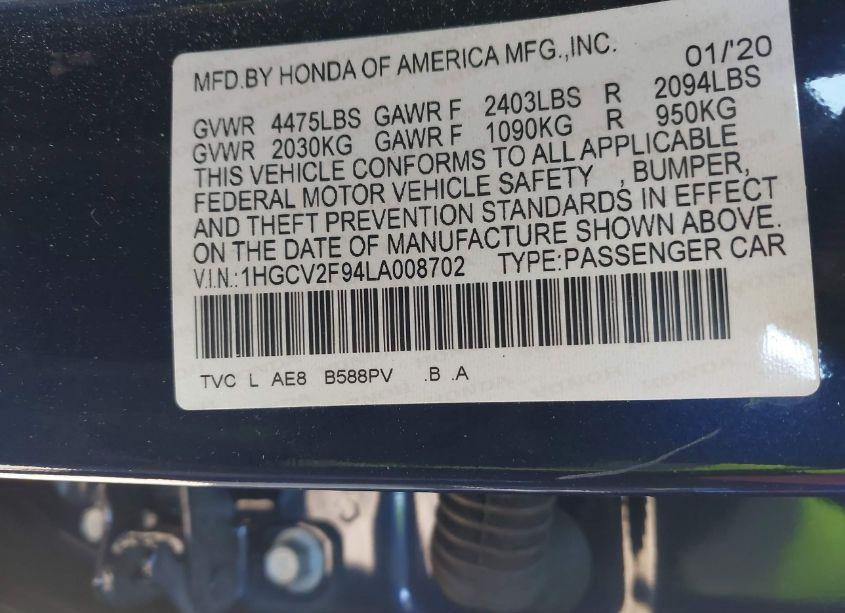 MFD.BY HONDA OF AMERICA MFG.,INC. 01/'20
GVWR 4475LBS GAWR F 2403LBS R 2094LBS
GVWR 2030KG GAWR F 1090KG R 950KG
THIS VEHICLE CONFORMS TO ALL APPLICABLE
FEDERAL MOTOR VEHICLE SAFETY , BUMPER,
AND THEFT PREVENTION STANDARDS IN EFFECT
ON THE DATE OF MANUFACTURE SHOWN ABOVE.
V.I.N.:1HGCV2F94LA008702 TYPE:PASSENGER CAR
TVC L AE8 B588PV .B .A